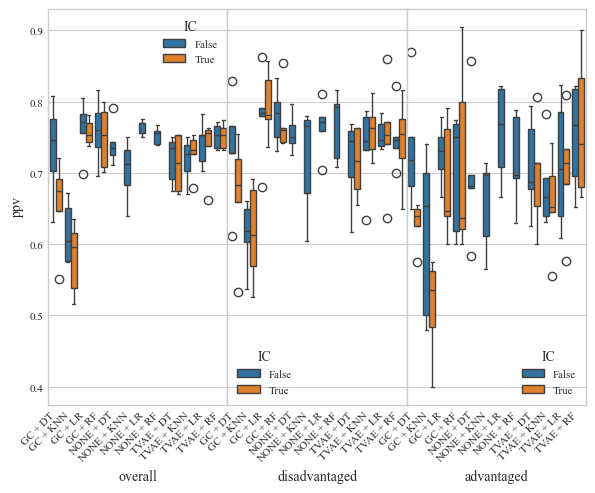 0.9
0.8
0.7
0.6
0.5
0.4
ppv
IC
False
True
IC
False
True
IC
False
True
GC + DT
GC + KNN
GC + LR
GC + RF
NONE + DT
NONE + KNN
NONE + LR
NONE + RF
TVAE + DT
TVAE + KNN
TVAE + LR
TVAE + RF
GC + DT
GC + KNN
GC + LR
GC + RF
NONE + DT
NONE + KNN
NONE + LR
NONE + RF
TVAE + DT
TVAE + KNN
TVAE + LR
TVAE + RF
GC + DT
GC + KNN
GC + LR
GC + RF
NONE + DT
NONE + KNN
NONE + LR
NONE + RF
TVAE + DT
TVAE + KNN
TVAE + LR
TVAE + RF
overall
disadvantaged
advantaged